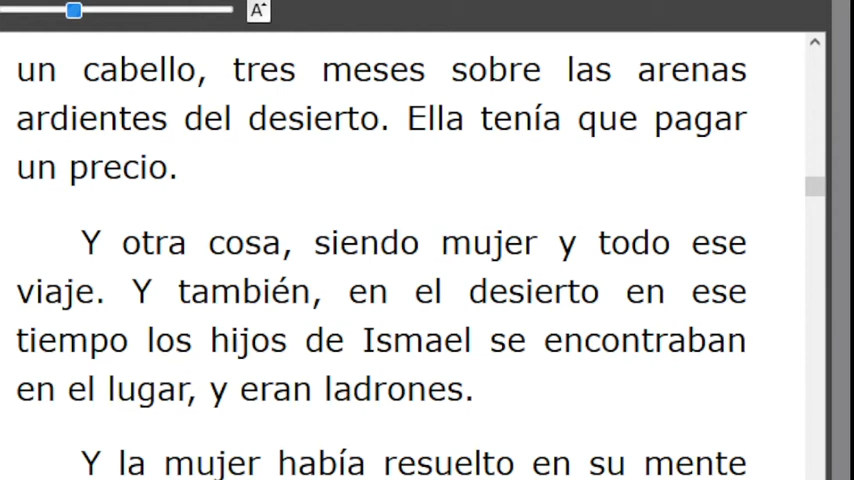 A
un cabello, tres meses sobre las arenas
ardientes del desierto. Ella tenía que pagar
un precio.
Y otra cosa, siendo mujer y todo ese
viaje. Y también, en el desierto en ese
tiempo los hijos de Ismael se encontraban
en el lugar, y eran ladrones.
Y la mujer había resuelto en su mente